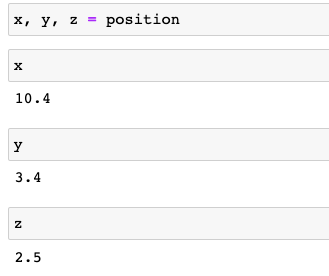 x, y, z = position
x
10.4
y
3.4
z
2.5